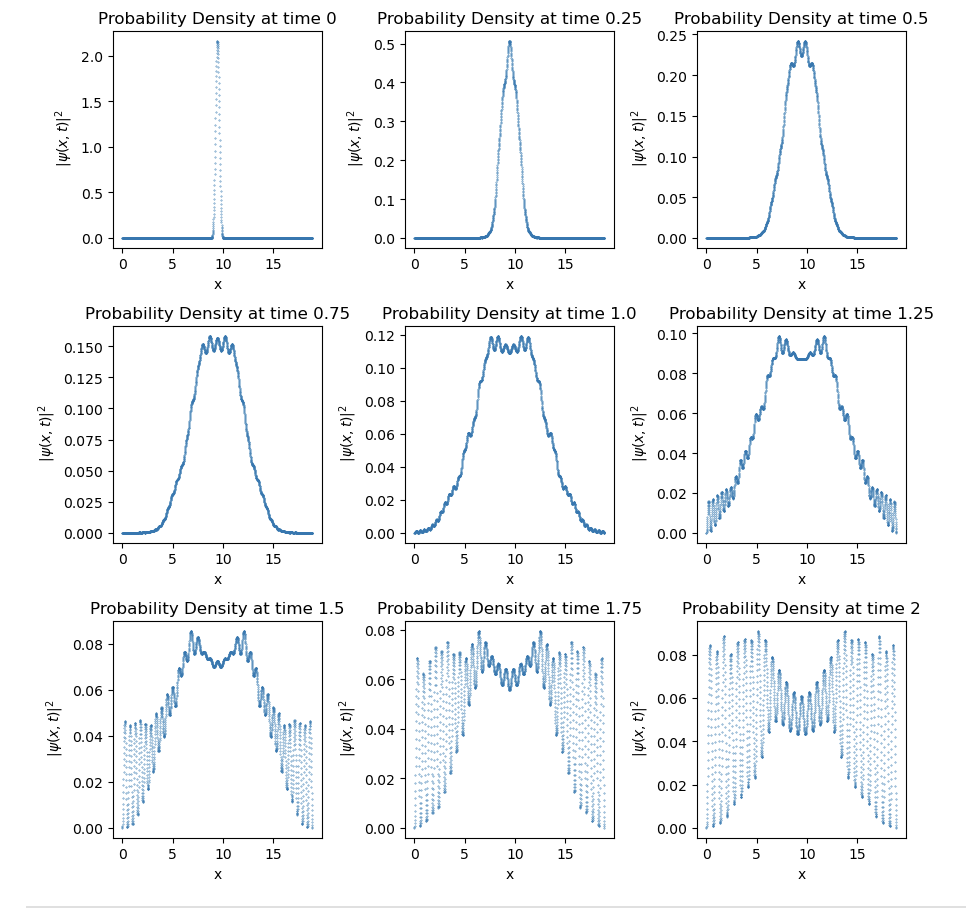 Probability Density at time 0
Probability Density at time 0.25
Probability Density at time 0.5
2.0
1.5
1.0
0.5
0.0
|ψ(x, t)|²
0 5 10 15
x
0.5
0.4
0.3
0.2
0.1
0.0
|ψ(x, t)|²
0 5 10 15
x
0.25
0.20
0.15
0.10
0.05
0.00
|ψ(x, t)|²
0 5 10 15
x
Probability Density at time 0.75
Probability Density at time 1.0
Probability Density at time 1.25
0.150
0.125
0.100
0.075
0.050
0.025
0.000
|ψ(x, t)|²
0 5 10 15
x
0.12
0.10
0.08
0.06
0.04
0.02
0.00
|ψ(x, t)|²
0 5 10 15
x
0.10
0.08
0.06
0.04
0.02
0.00
|ψ(x, t)|²
0 5 10 15
x
Probability Density at time 1.5
Probability Density at time 1.75
Probability Density at time 2
0.08
0.06
0.04
0.02
0.00
|ψ(x, t)|²
0 5 10 15
x
0.08
0.06
0.04
0.02
0.00
|ψ(x, t)|²
0 5 10 15
x
0.08
0.06
0.04
0.02
0.00
|ψ(x, t)|²
0 5 10 15
x